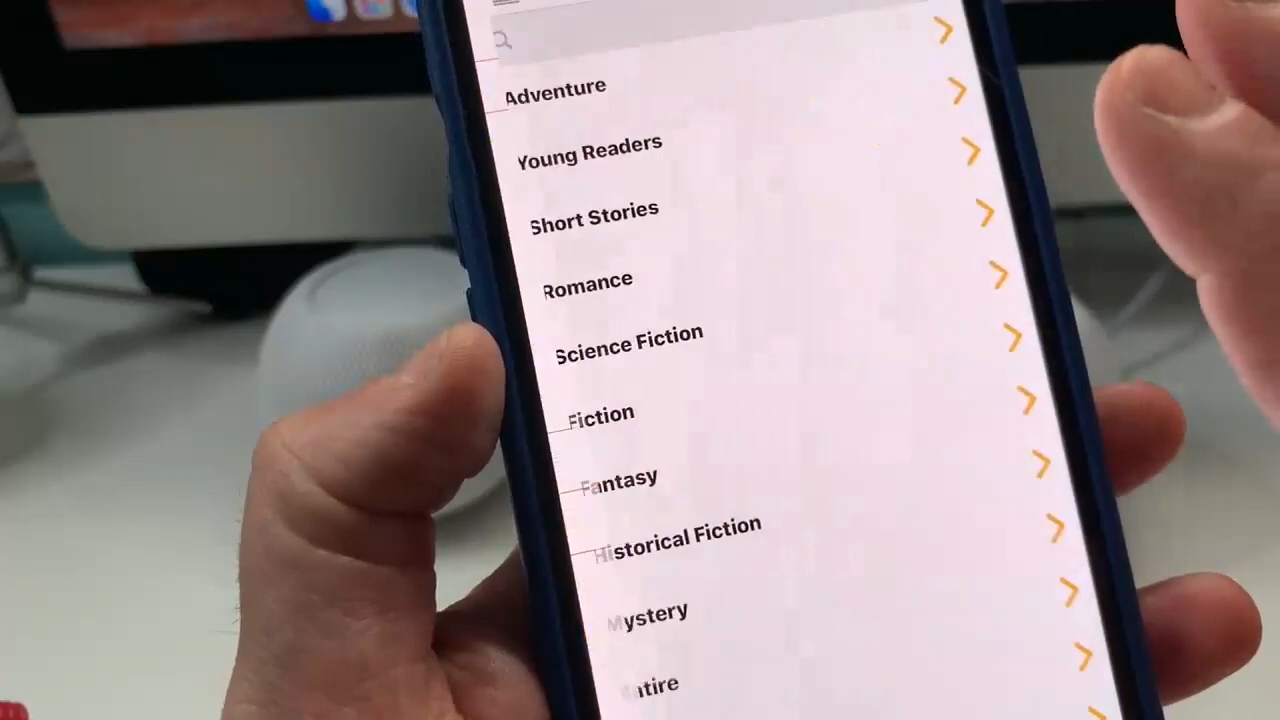 Adventure
Young Readers
Short Stories
Romance
Science Fiction
Fiction
Fantasy
Historical Fiction
Mystery